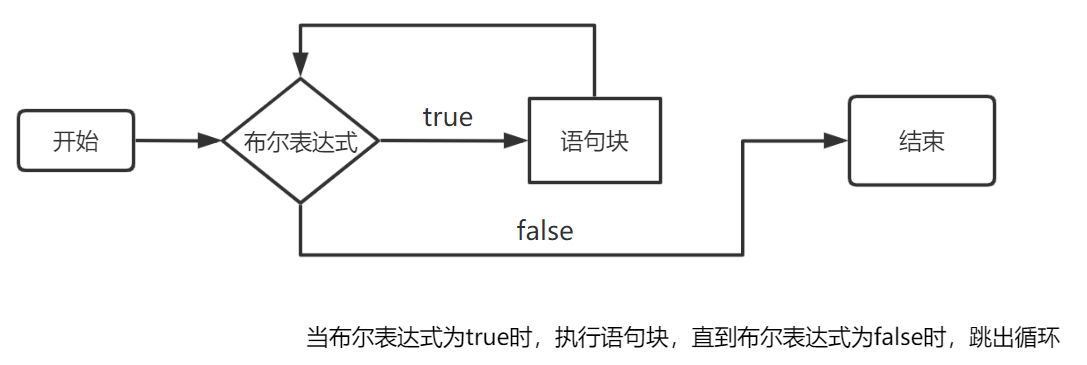 开始
布尔表达式
true
语句块
结束
false
当布尔表达式为true时，执行语句块，直到布尔表达式为false时，跳出循环